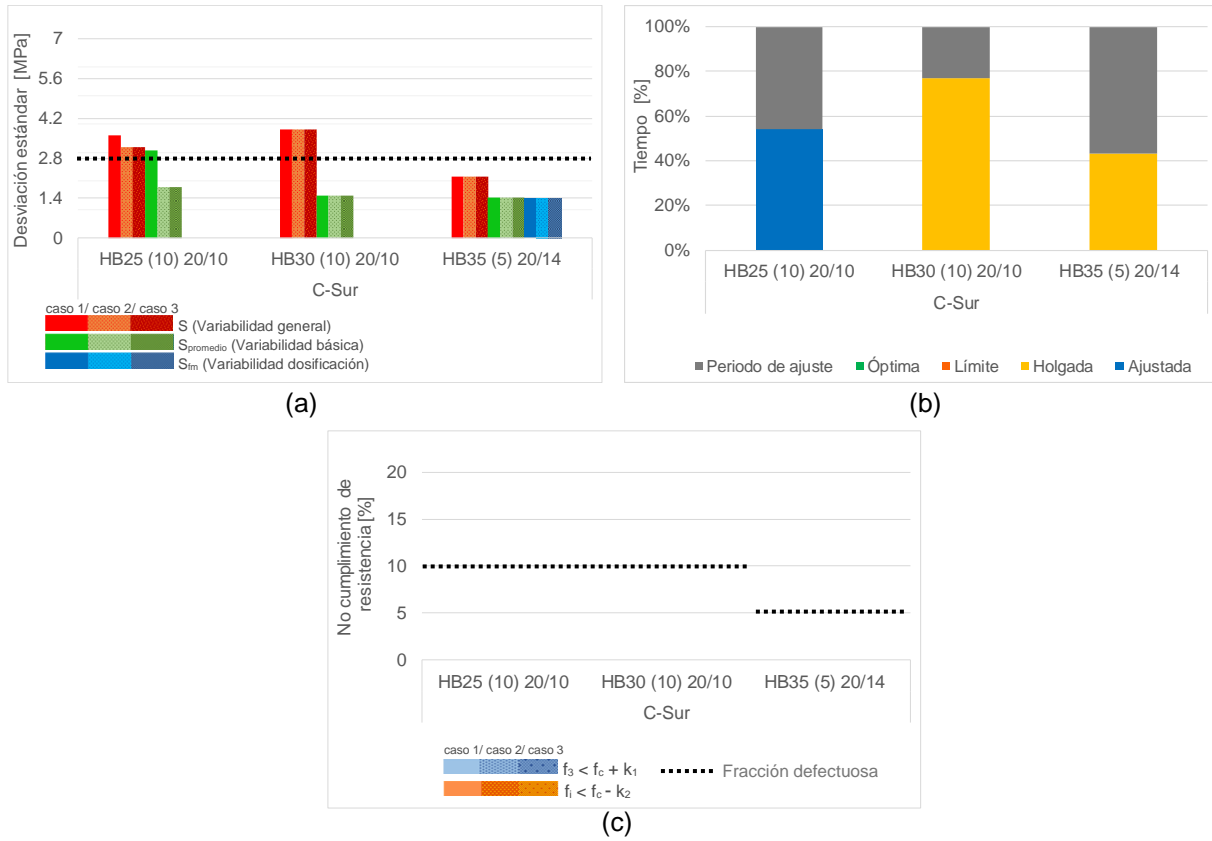 Desviación estándar [MPa]
7
5.6
4.2
2.8
1.4
0
HB25 (10) 20/10 HB30 (10) 20/10 HB35 (5) 20/14
C-Sur
caso 1/ caso 2/ caso 3
S (Variabilidad general)
Spromedio (Variabilidad básica)
Sfm (Variabilidad dosificación)
(a)
Tiempo [%]
100%
80%
60%
40%
20%
0%
HB25 (10) 20/10 HB30 (10) 20/10 HB35 (5) 20/14
C-Sur
Periodo de ajuste Óptima Límite Holgada Ajustada
(b)
No cumplimiento de
resistencia [%]
20
15
10
5
0
HB25 (10) 20/10 HB30 (10) 20/10 HB35 (5) 20/14
C-Sur
caso 1/ caso 2/ caso 3
f3 < fc + k1
fi < fc - k2
Fracción defectuosa
(c)